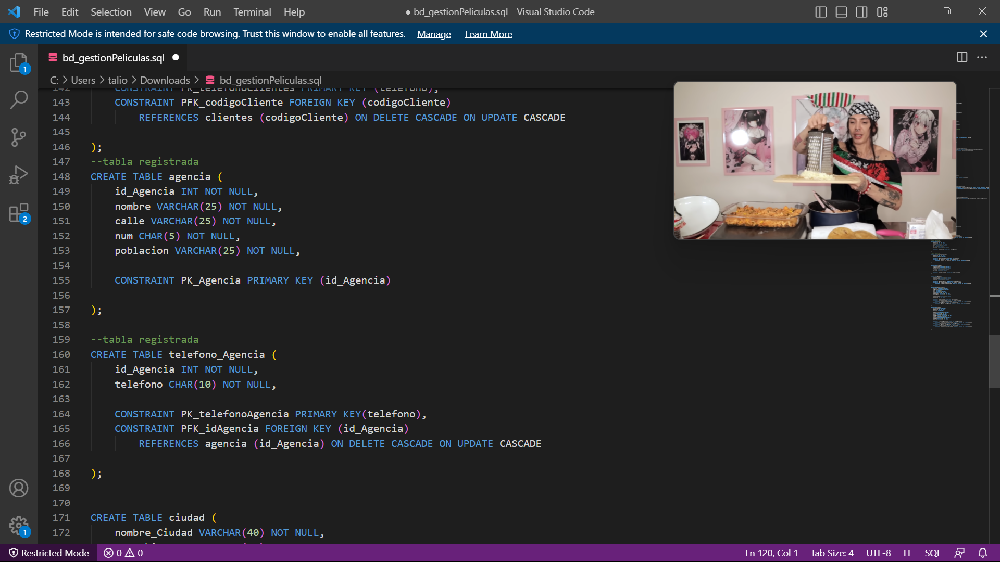 File Edit Selection View Go Run Terminal Help
● bd_gestionPeliculas.sql - Visual Studio Code
Restricted Mode is intended for safe code browsing. Trust this window to enable all features. Manage Learn More
bd_gestionPeliculas.sql ●
C: > Users > talio > Downloads > bd_gestionPeliculas.sql
142 CONSTRAINT PK_telefonoClientes PRIMARY KEY (telefono),
143 CONSTRAINT PFK_codigoCliente FOREIGN KEY (codigoCliente)
144 REFERENCES clientes (codigoCliente) ON DELETE CASCADE ON UPDATE CASCADE
145
146 );
147 --tabla registrada
148 CREATE TABLE agencia (
149 id_Agencia INT NOT NULL,
150 nombre VARCHAR(25) NOT NULL,
151 calle VARCHAR(25) NOT NULL,
152 num CHAR(5) NOT NULL,
153 poblacion VARCHAR(25) NOT NULL,
154
155 CONSTRAINT PK_Agencia PRIMARY KEY (id_Agencia)
156
157 );
158
159 --tabla registrada
160 CREATE TABLE telefono_Agencia (
161 id_Agencia INT NOT NULL,
162 telefono CHAR(10) NOT NULL,
163
164 CONSTRAINT PK_telefonoAgencia PRIMARY KEY(telefono),
165 CONSTRAINT PFK_idAgencia FOREIGN KEY (id_Agencia)
166 REFERENCES agencia (id_Agencia) ON DELETE CASCADE ON UPDATE CASCADE
167
168 );
169
170
171 CREATE TABLE ciudad (
172 nombre_Ciudad VARCHAR(40) NOT NULL,
1
2
1
Restricted Mode 0 0 Ln 120, Col 1 Tab Size: 4 UTF-8 LF SQL